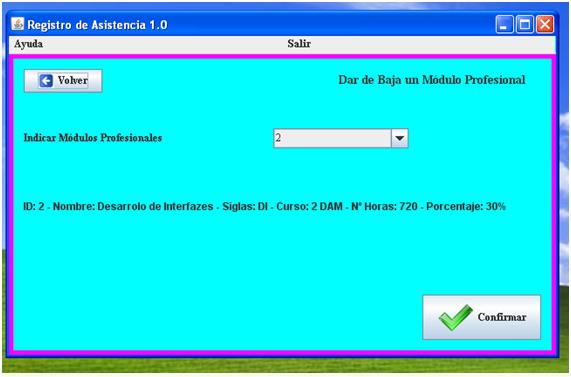 Registro de Asistencia 1.0
Ayuda Salir
Volver Dar de Baja un Módulo Profesional
Indicar Módulos Profesionales 2
ID: 2 - Nombre: Desarrolo de Interfazes - Siglas: DI - Curso: 2 DAM - Nº Horas: 720 - Porcentaje: 30%
Confirmar